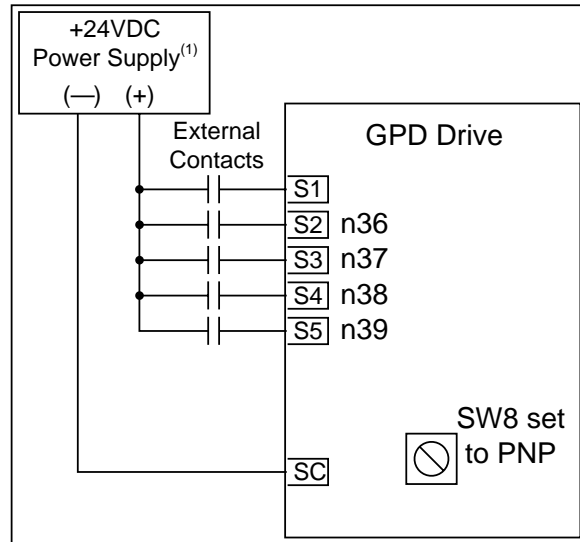 +24VDC
Power Supply(1)
(—) (+)
External
Contacts
GPD Drive
S1
S2 n36
S3 n37
S4 n38
S5 n39
SW8 set
to PNP
SC